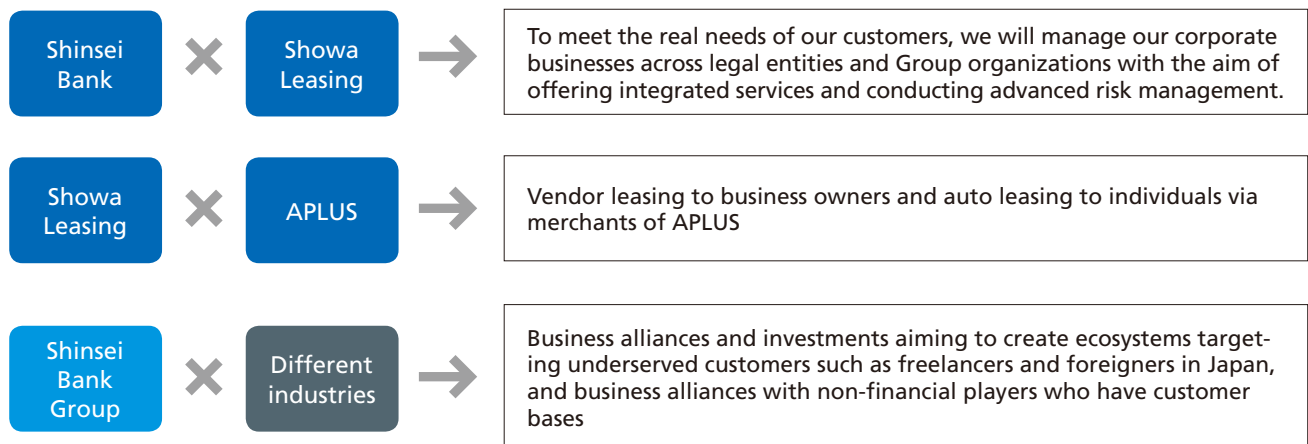 Shinsei
Bank
Showa
Leasing
To meet the real needs of our customers, we will manage our corporate
businesses across legal entities and Group organizations with the aim of
offering integrated services and conducting advanced risk management.
Showa
Leasing
APLUS
Vendor leasing to business owners and auto leasing to individuals via
merchants of APLUS
Shinsei
Bank
Group
Different
industries
Business alliances and investments aiming to create ecosystems target-
ing underserved customers such as freelancers and foreigners in Japan,
and business alliances with non-financial players who have customer
bases